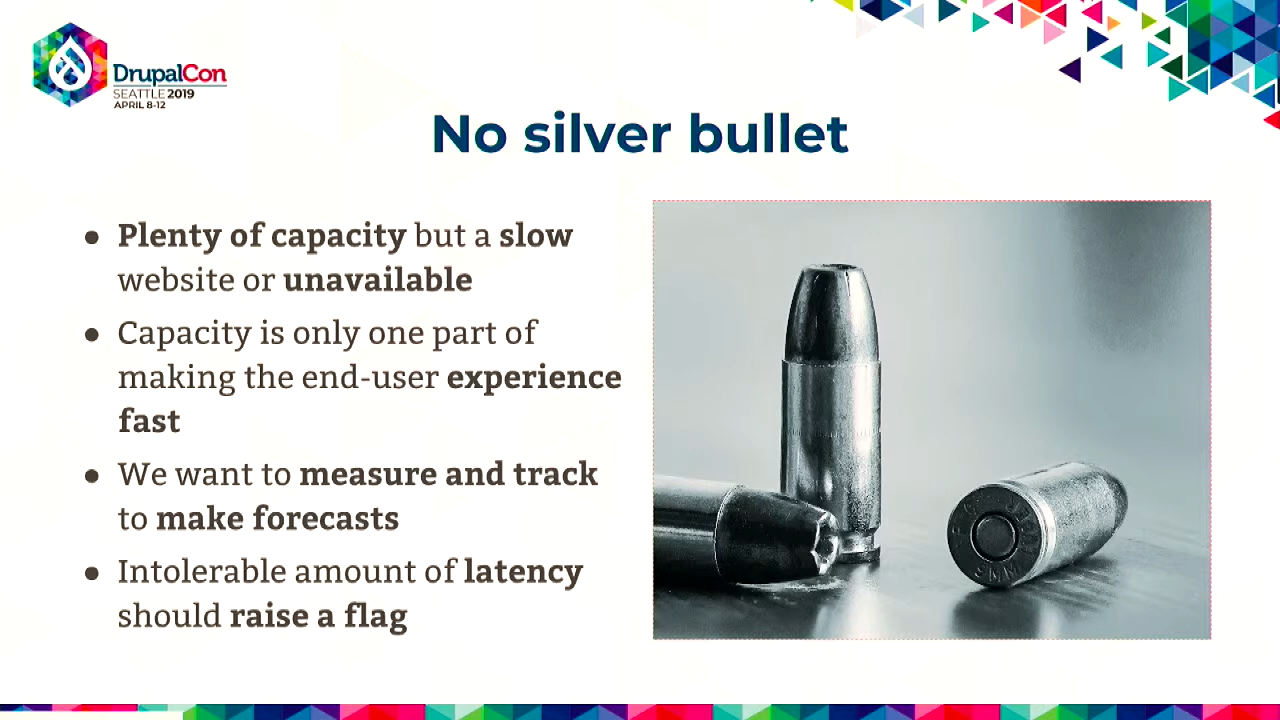 DrupalCon
SEATTLE 2019
APRIL 8-12
No silver bullet
● Plenty of capacity but a slow
website or unavailable
● Capacity is only one part of
making the end-user experience
fast
● We want to measure and track
to make forecasts
● Intolerable amount of latency
should raise a flag
9MM